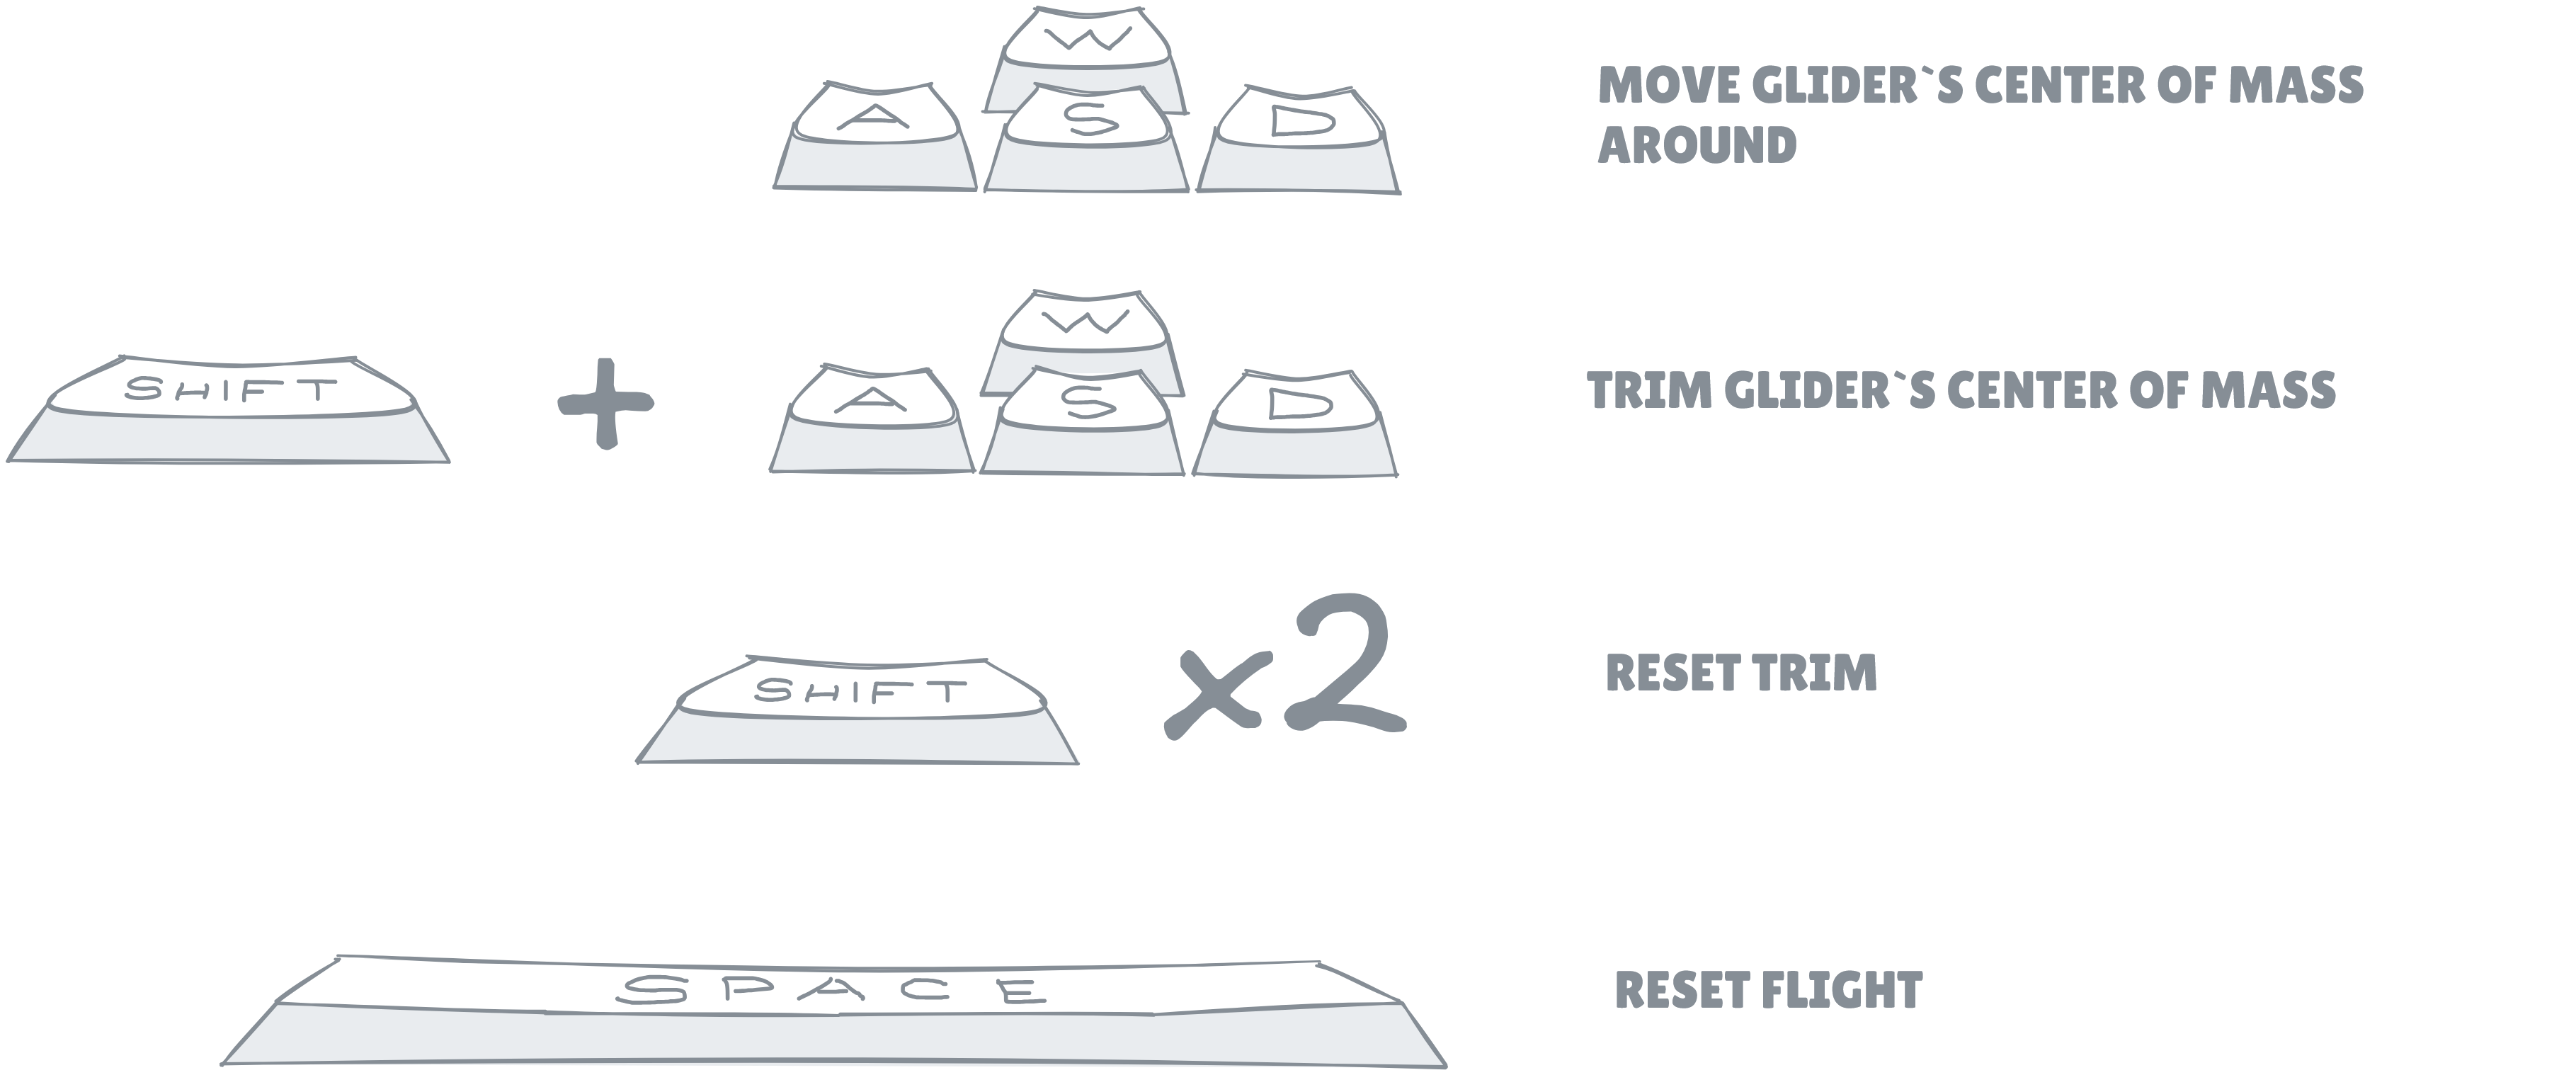 W
A S D
MOVE GLIDER`S CENTER OF MASS
AROUND
SHIFT + W
A S D
TRIM GLIDER`S CENTER OF MASS
SHIFT x2
RESET TRIM
SPACE
RESET FLIGHT